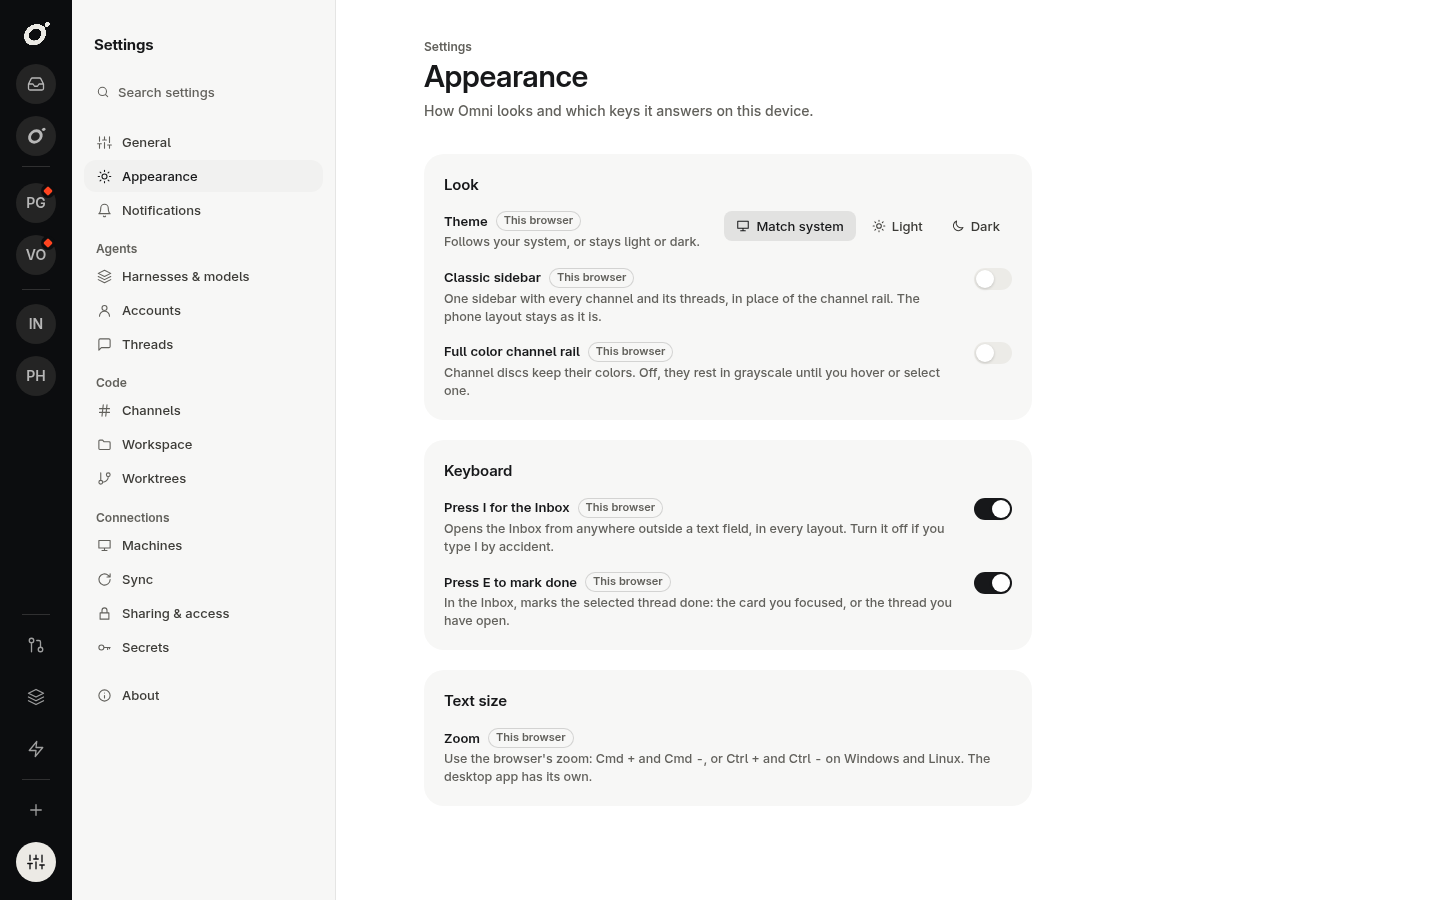 Settings
Search settings
General
Appearance
Notifications
Agents
Harnesses & models
Accounts
Threads
Code
Channels
Workspace
Worktrees
Connections
Machines
Sync
Sharing & access
Secrets
About
PG
VO
IN
PH
Settings
Appearance
How Omni looks and which keys it answers on this device.
Look
Theme This browser
Follows your system, or stays light or dark.
Match system Light Dark
Classic sidebar This browser
One sidebar with every channel and its threads, in place of the channel rail. The
phone layout stays as it is.
Full color channel rail This browser
Channel discs keep their colors. Off, they rest in grayscale until you hover or select
one.
Keyboard
Press I for the Inbox This browser
Opens the Inbox from anywhere outside a text field, in every layout. Turn it off if you
type I by accident.
Press E to mark done This browser
In the Inbox, marks the selected thread done: the card you focused, or the thread you
have open.
Text size
Zoom This browser
Use the browser's zoom: Cmd + and Cmd -, or Ctrl + and Ctrl - on Windows and Linux. The
desktop app has its own.